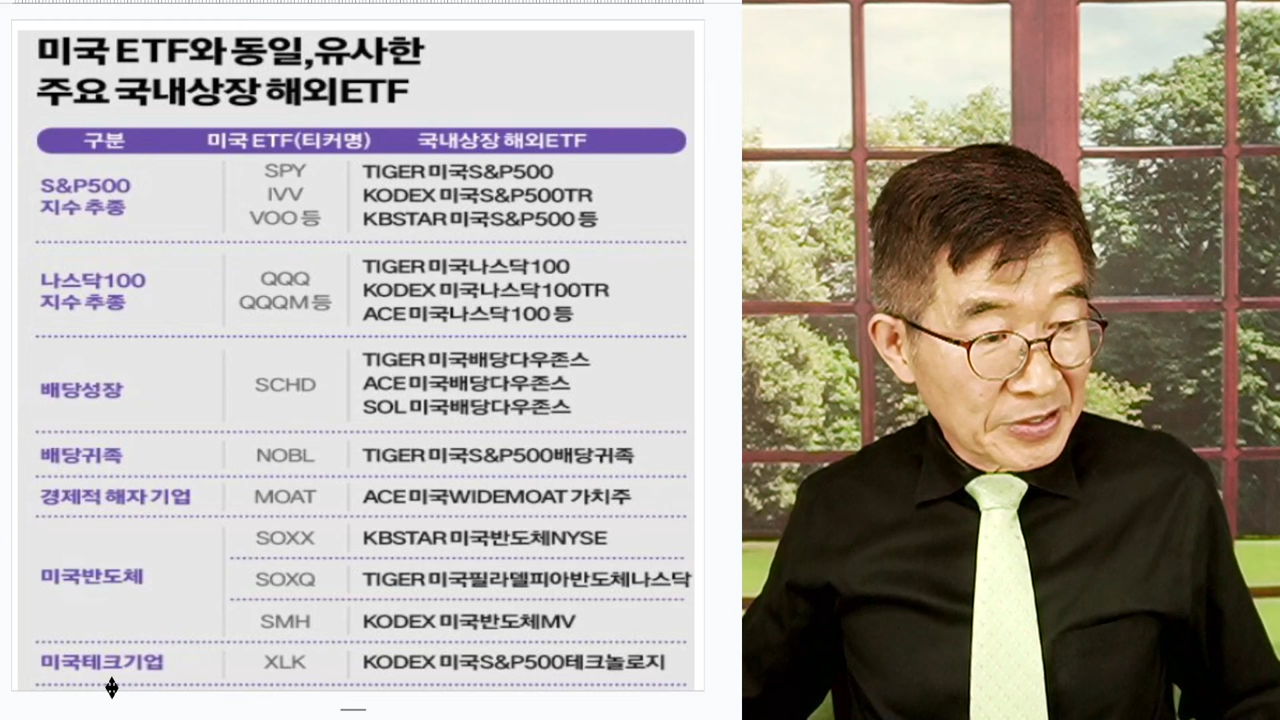 미국 ETF와 동일,유사한
주요 국내상장 해외ETF
구분 미국 ETF(티커명) 국내상장 해외ETF
S&P500
지수 추종
SPY
IVV
VOO 등
TIGER 미국S&P500
KODEX 미국S&P500TR
KBSTAR 미국S&P500 등
나스닥100
지수 추종
QQQ
QQQM 등
TIGER 미국나스닥100
KODEX 미국나스닥100TR
ACE 미국나스닥100 등
배당성장
SCHD
TIGER 미국배당다우존스
ACE 미국배당다우존스
SOL 미국배당다우존스
배당귀족 NOBL TIGER 미국S&P500배당귀족
경제적 해자 기업 MOAT ACE 미국WIDEMOAT 가치주
미국반도체
SOXX KBSTAR 미국반도체NYSE
SOXQ TIGER 미국필라델피아반도체나스닥
SMH KODEX 미국반도체MV
미국테크기업 XLK KODEX 미국S&P500테크놀로지